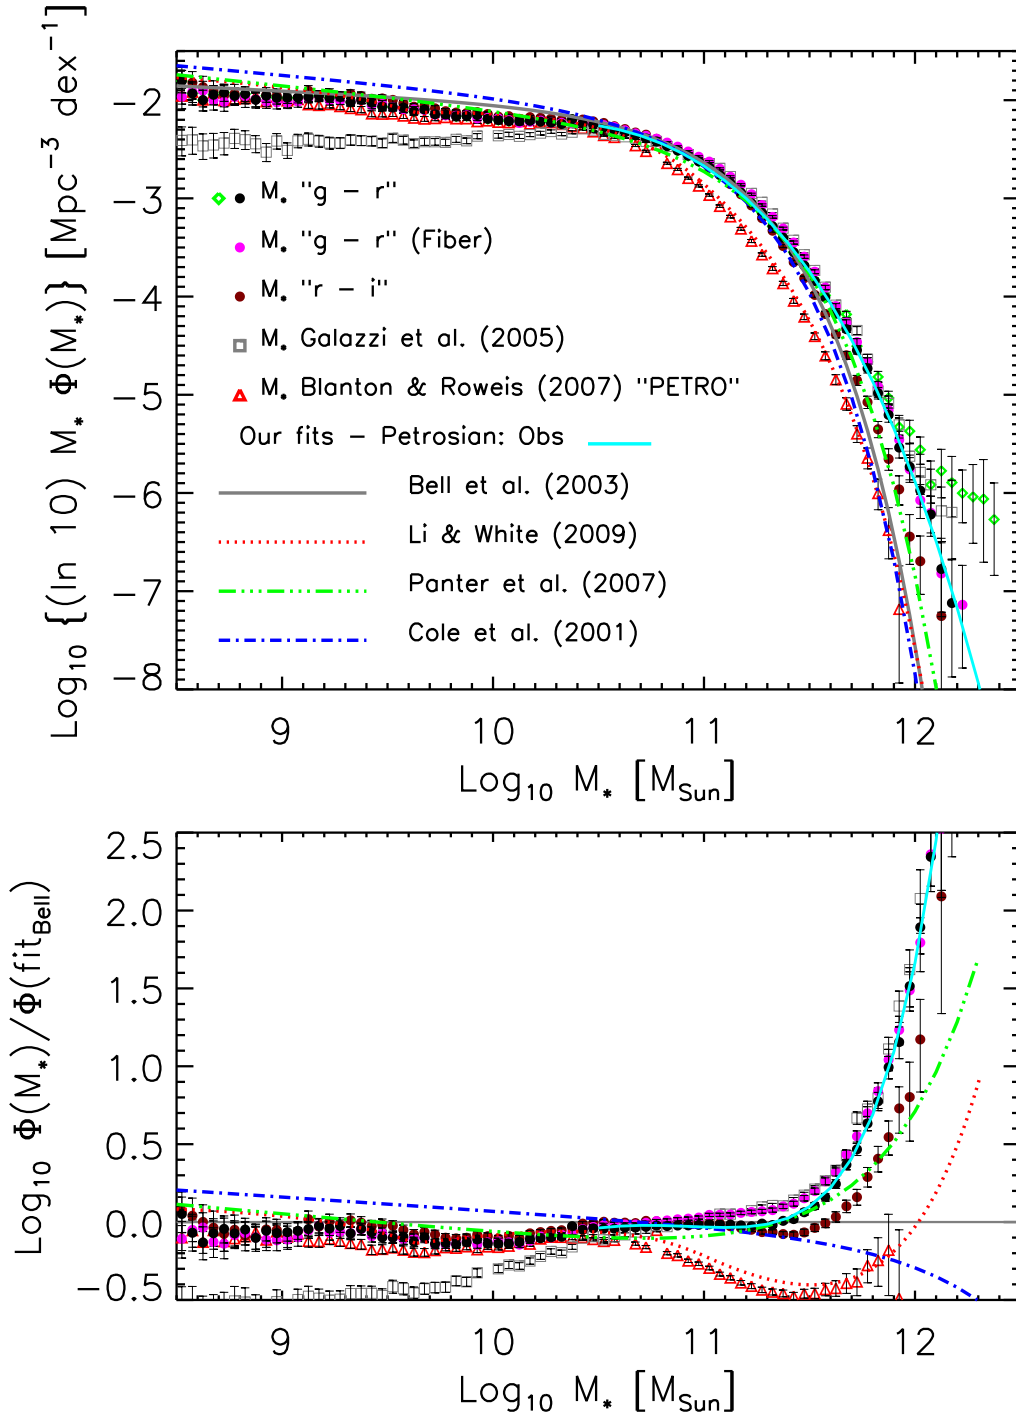 Log10 {(ln 10) M* Φ(M*)} [Mpc−3 dex−1]
−2
−3
−4
−5
−6
−7
−8
M* "g − r"
M* "g − r" (Fiber)
M* "r − i"
M* Galazzi et al. (2005)
M* Blanton & Roweis (2007) "PETRO"
Our fits − Petrosian: Obs
Bell et al. (2003)
Li & White (2009)
Panter et al. (2007)
Cole et al. (2001)
9 10 11 12
Log10 M* [MSun]
Log10 Φ(M*)/Φ(fitBell)
2.5
2.0
1.5
1.0
0.5
0.0
−0.5
9 10 11 12
Log10 M* [MSun]